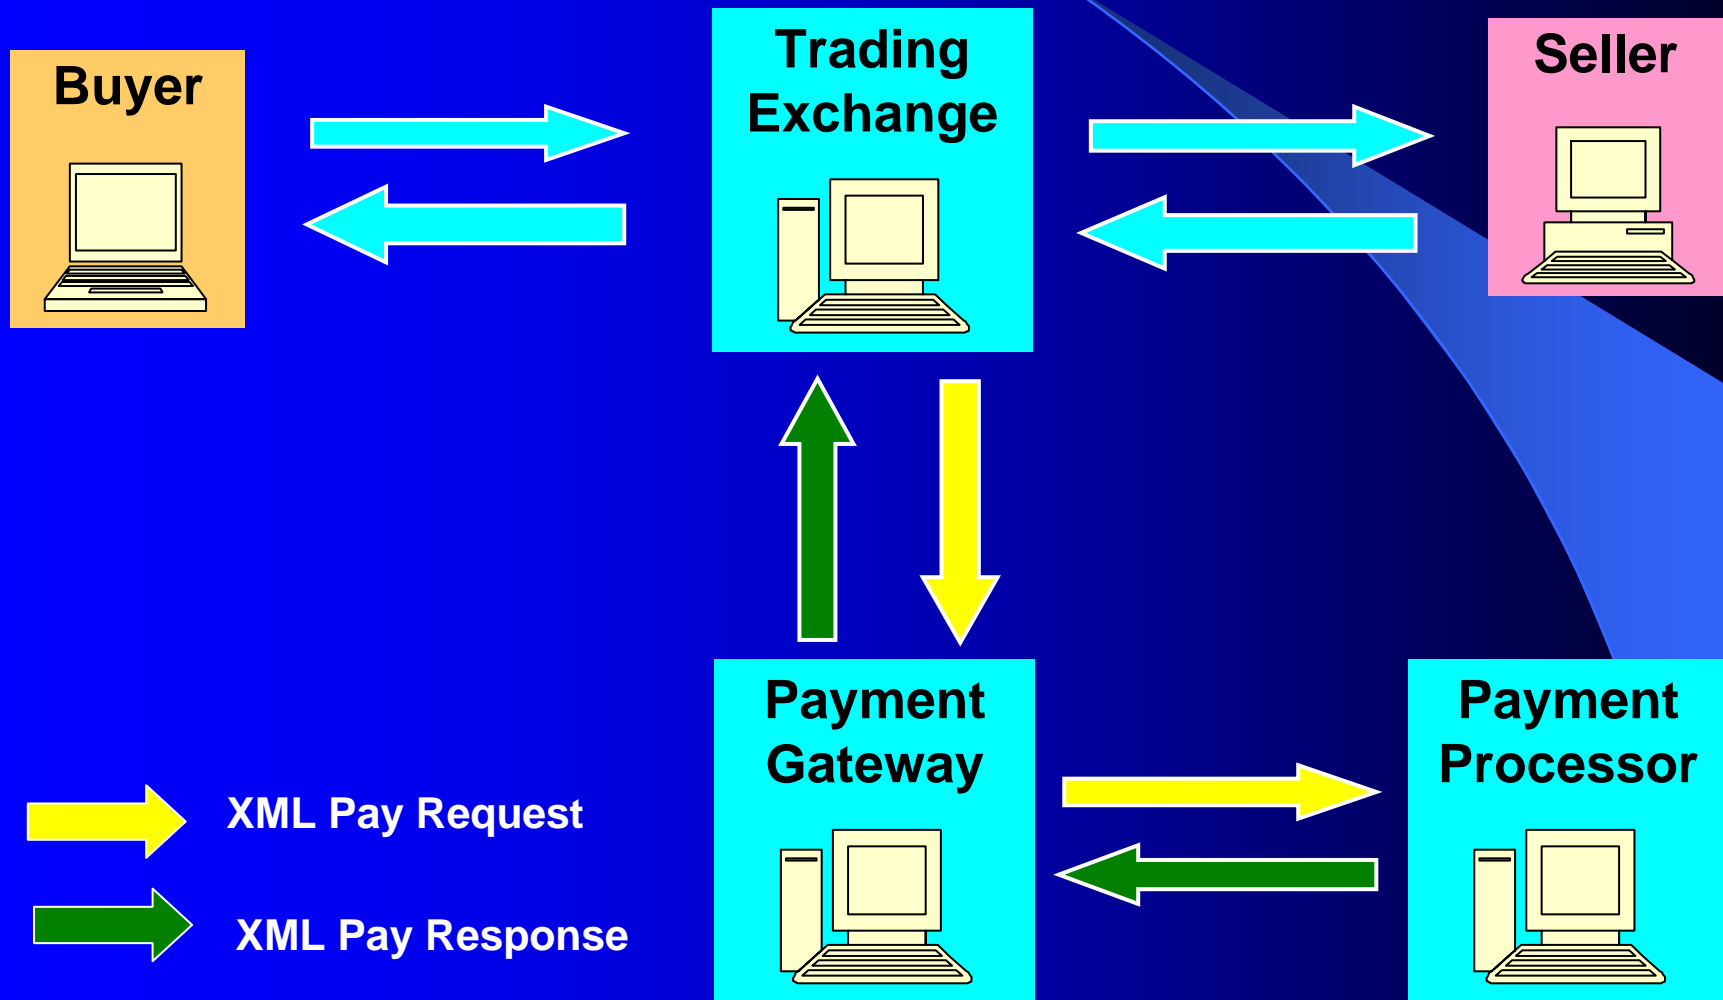 Buyer
Trading
Exchange
Seller
Payment
Gateway
Payment
Processor
XML Pay Request
XML Pay Response